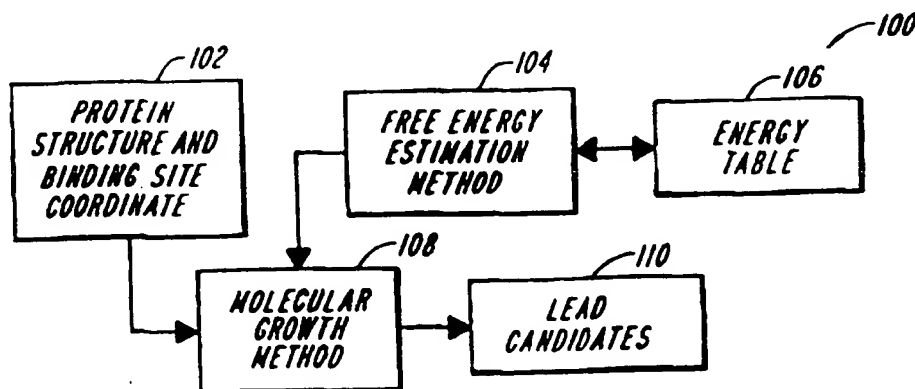 100
102
PROTEIN
STRUCTURE AND
BINDING SITE
COORDINATE
104
FREE ENERGY
ESTIMATION
METHOD
106
ENERGY
TABLE
108
MOLECULAR
GROWTH
METHOD
110
LEAD
CANDIDATES